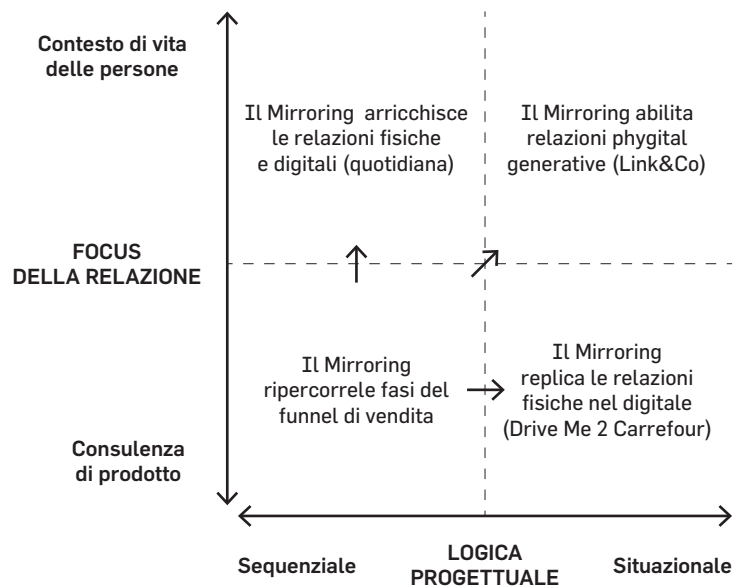 Contesto di vita
delle persone
Il Mirroring arricchisce
le relazioni fisiche
e digitali (quotidiana)
Il Mirroring abilita
relazioni phygital
generative (Link&Co)
FOCUS
DELLA RELAZIONE
Il Mirroring
ripercorrele fasi del
funnel di vendita
Il Mirroring
replica le relazioni
fisiche nel digitale
(Drive Me 2 Carrefour)
Consulenza
di prodotto
Sequenziale
LOGICA
PROGETTUALE
Situazionale